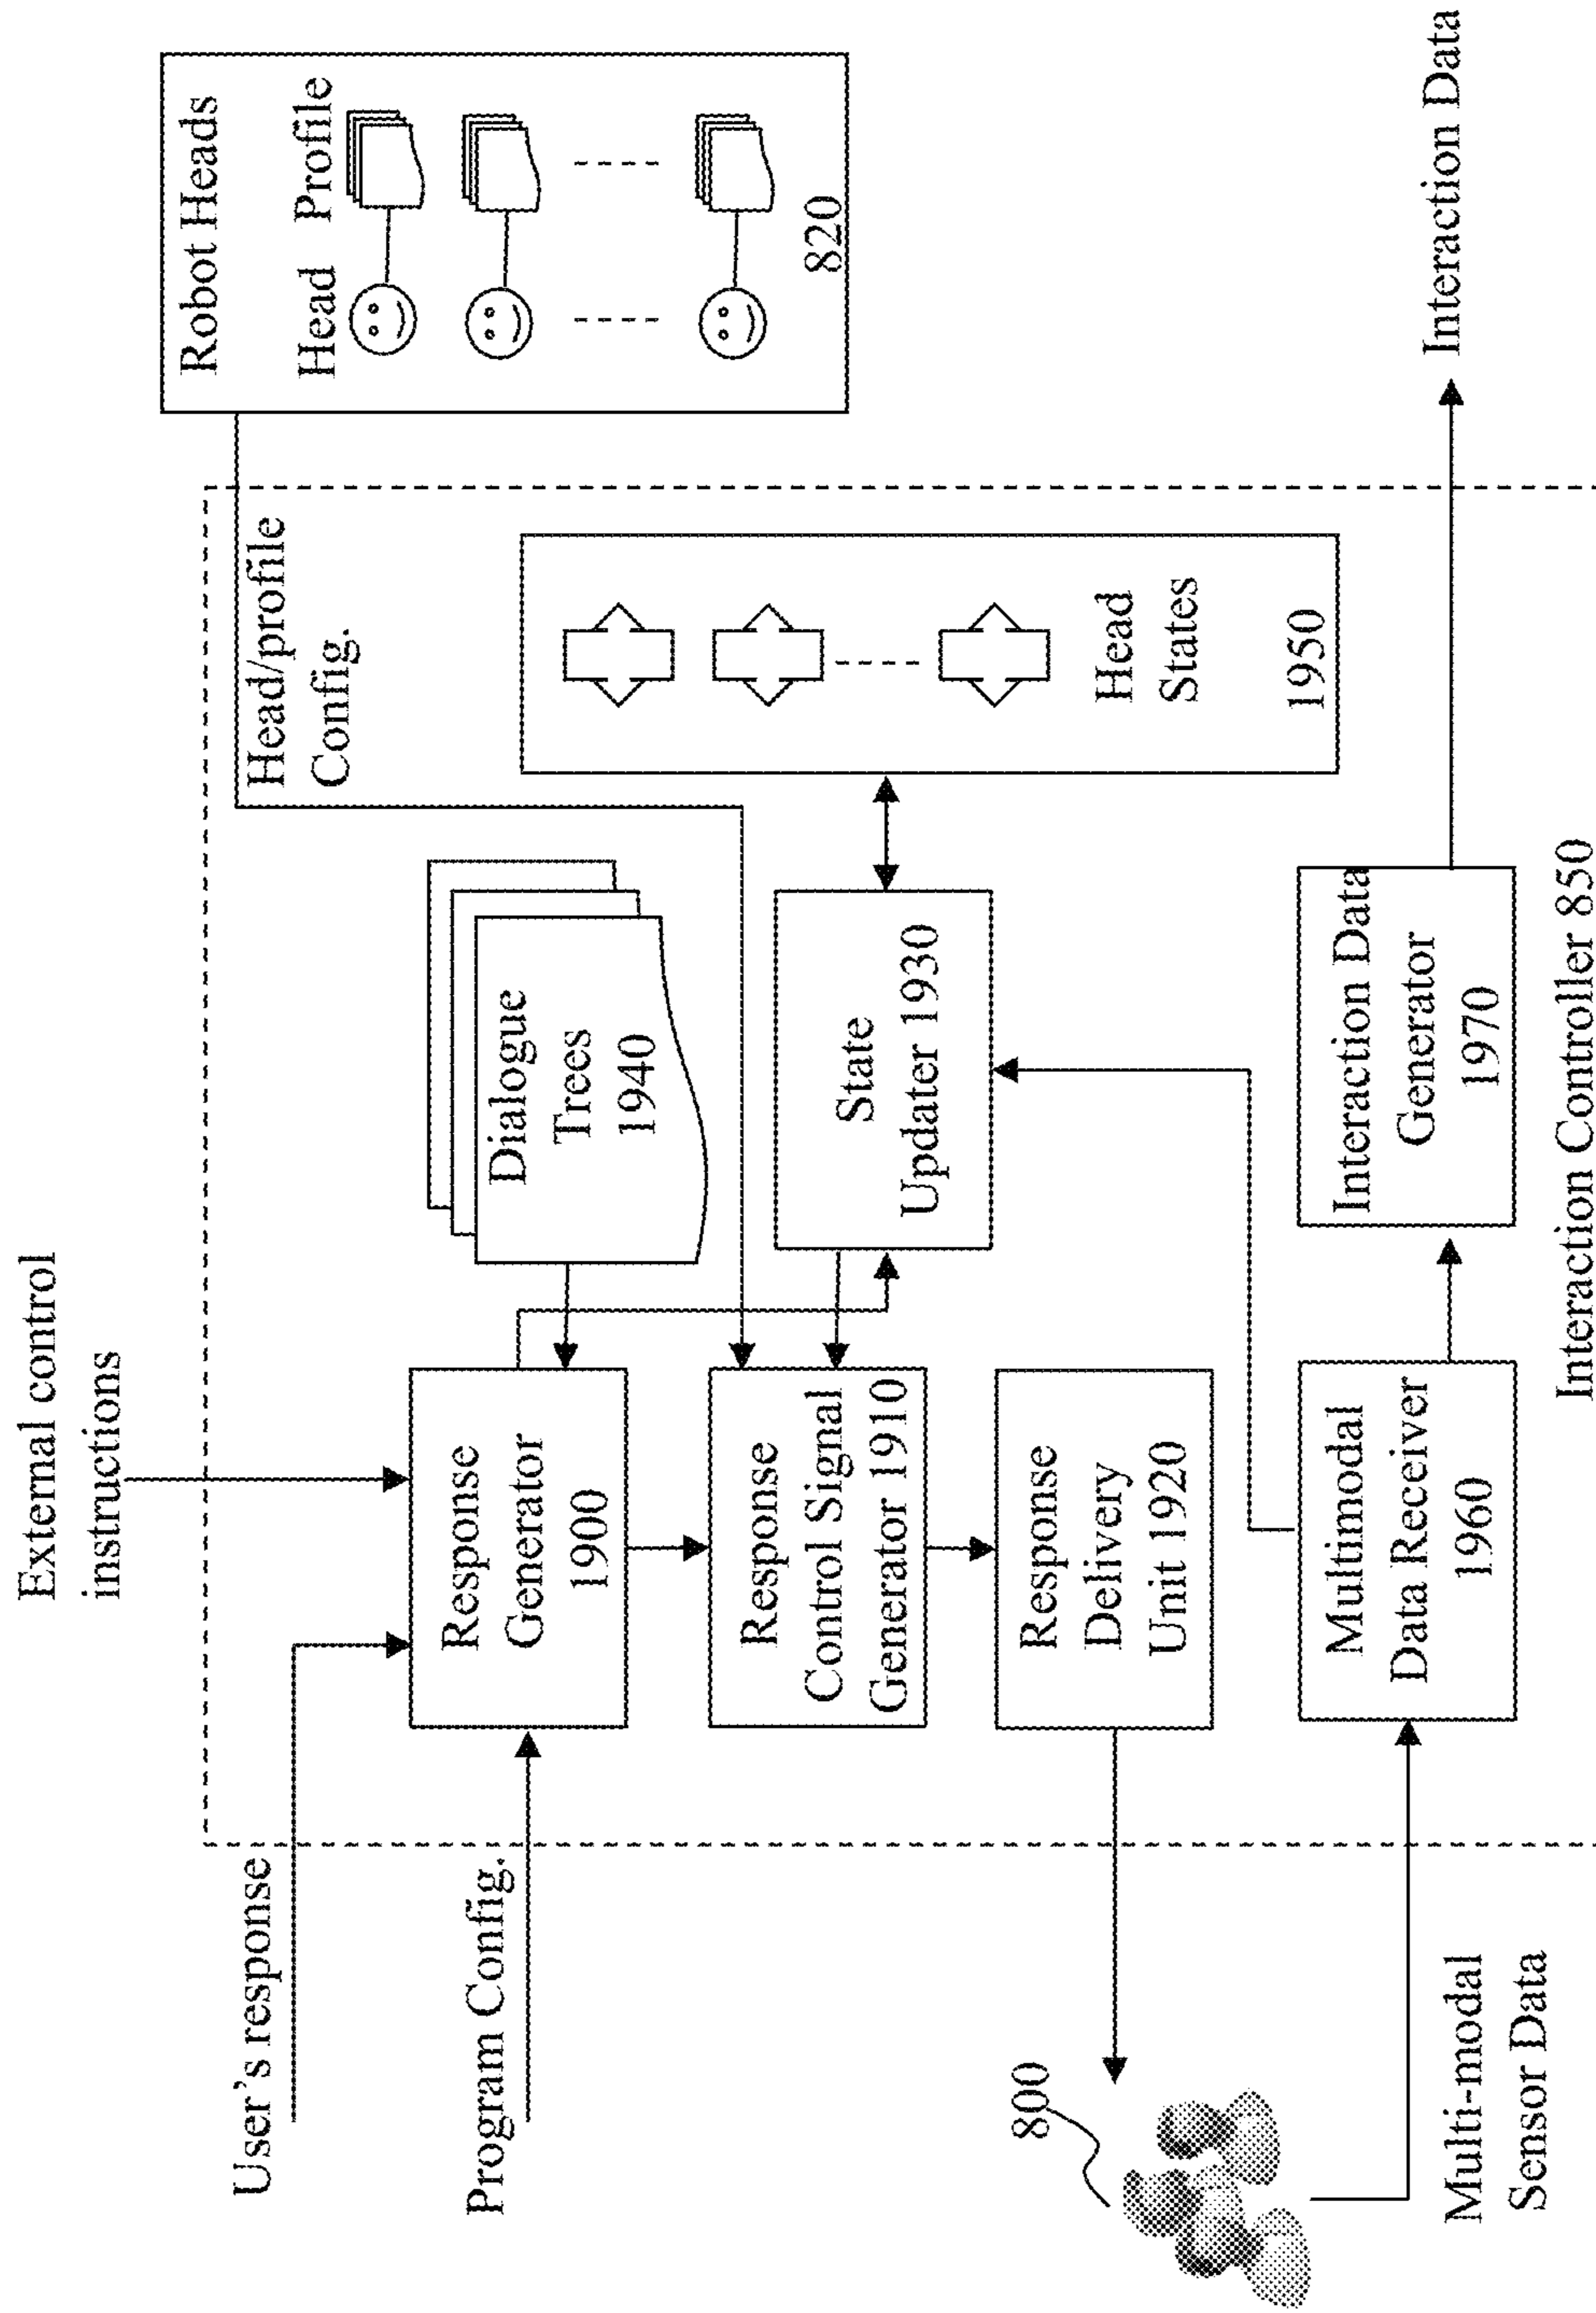 External control
instructions
User's response
Program Config.
Robot Heads
Head Profile
820
Head/profile
Config.
Response
Generator
1900
Dialogue
Trees
1940
Response
Control Signal
Generator 1910
State
Updater 1930
Head
States
1950
Response
Delivery
Unit 1920
800
Multimodal
Data Receiver
1960
Interaction Data
Generator
1970
Interaction Data
Multi-modal
Sensor Data
Interaction Controller 850